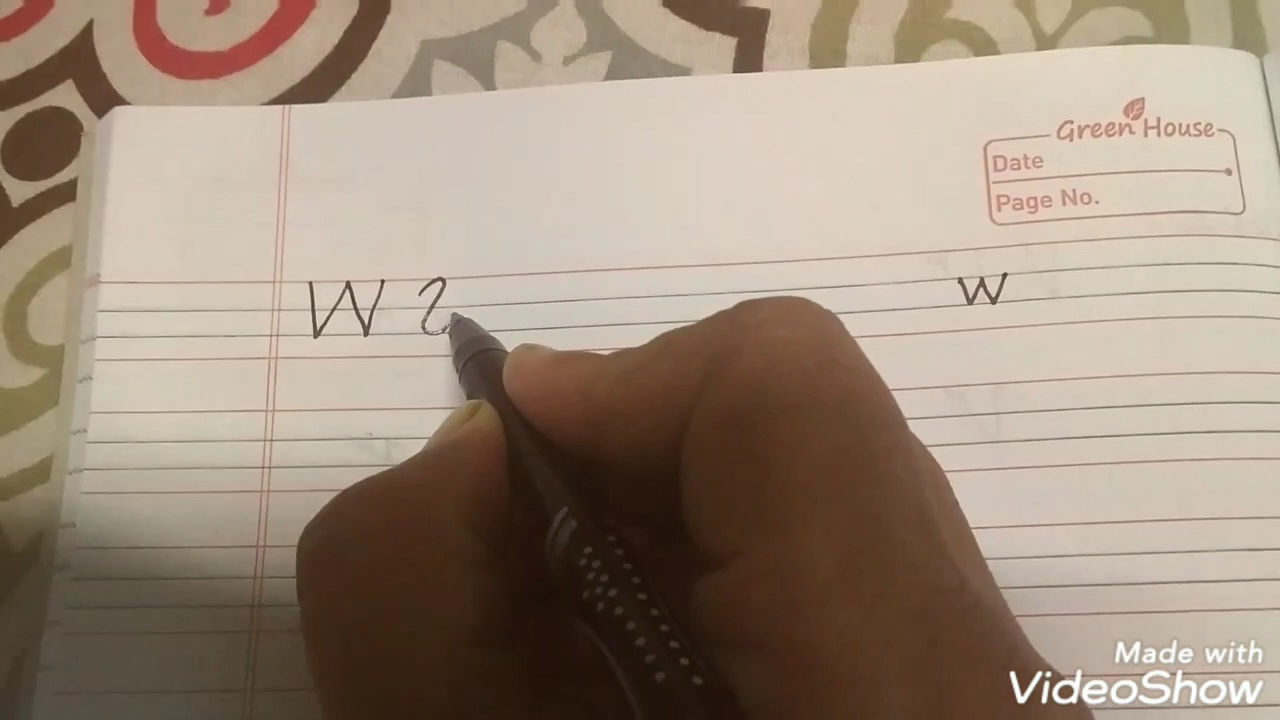 Green House
Date
Page No.
W w
Made with
VideoShow